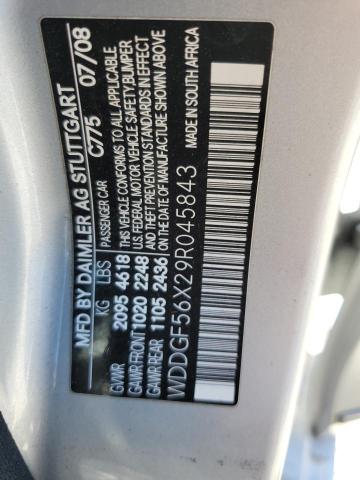 MFD BY DAIMLER AG STUTTGART
KG LBS PASSENGER CAR C775 07/08
GVWR 2095 4618 THIS VEHICLE CONFORMS TO ALL APPLICABLE
GAWR FRONT 1020 2248 U.S. FEDERAL MOTOR VEHICLE SAFETY, BUMPER
GAWR REAR 1105 2436 AND THEFT PREVENTION STANDARDS IN EFFECT
ON THE DATE OF MANUFACTURE SHOWN ABOVE
MADE IN SOUTH AFRICA
WDDGF56X29R045843